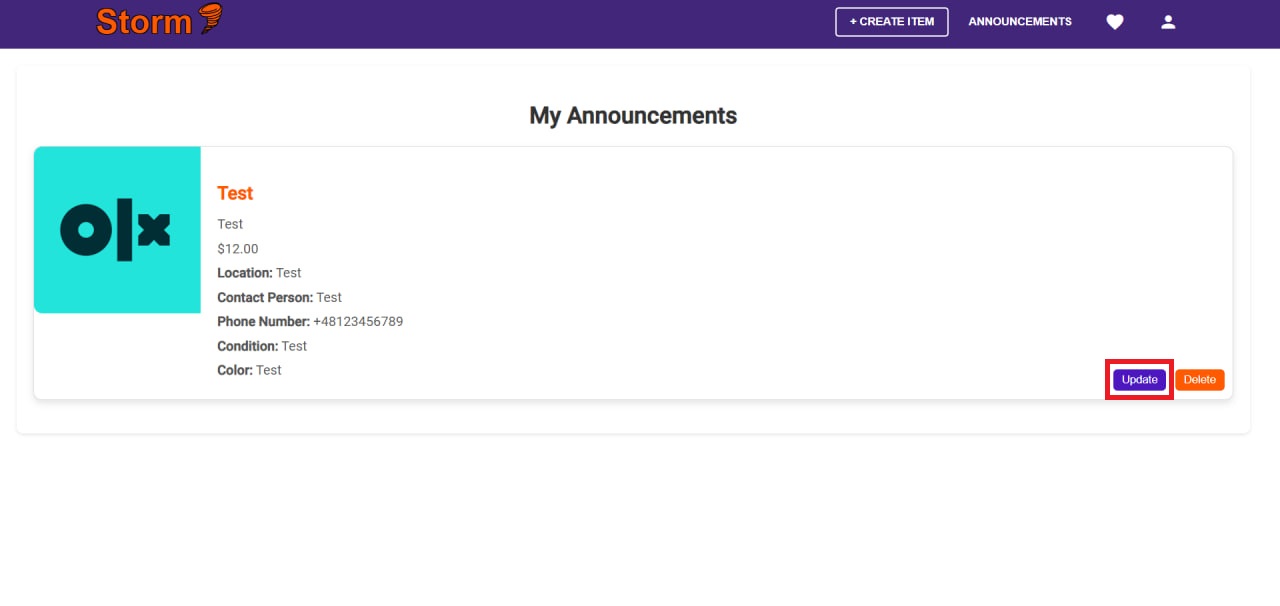 Storm
+ CREATE ITEM
ANNOUNCEMENTS
My Announcements
olx
Test
Test
$12.00
Location: Test
Contact Person: Test
Phone Number: +48123456789
Condition: Test
Color: Test
Update
Delete